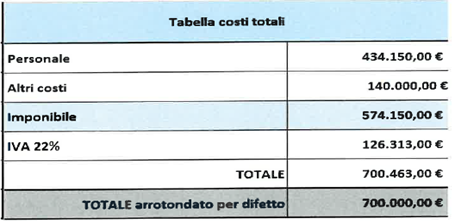 Tabella costi totali
Personale 434.150,00 €
Altri costi 140.000,00 €
Imponibile 574.150,00 €
IVA 22% 126.313,00 €
TOTALE 700.463,00 €
TOTALE arrotondato per difetto 700.000,00 €